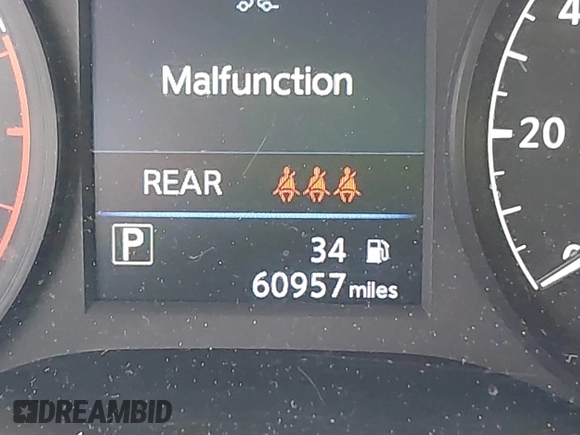 Malfunction
REAR
P
34
60957 miles
20
DREAMBID